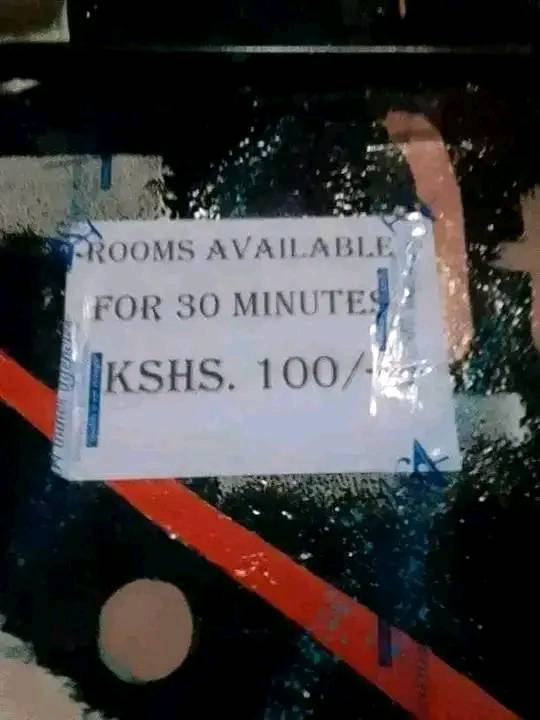 ROOMS AVAILABLE
FOR 30 MINUTES
KSHS. 100/-